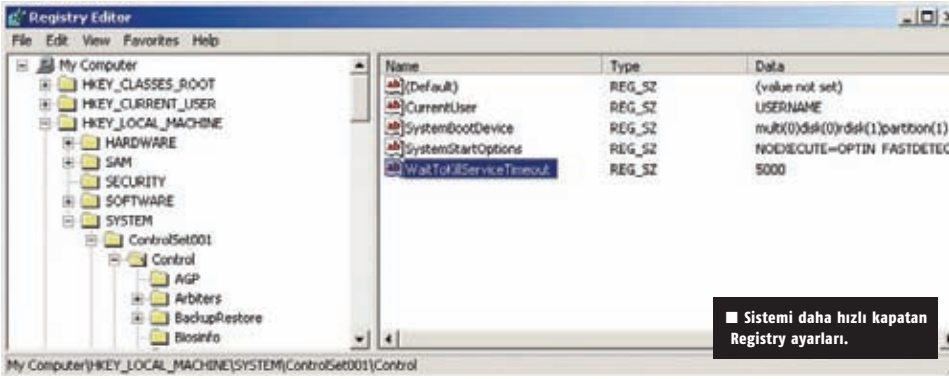 Registry Editor
File Edit View Favorites Help
My Computer
HKEY_CLASSES_ROOT
HKEY_CURRENT_USER
HKEY_LOCAL_MACHINE
HARDWARE
SAM
SECURITY
SOFTWARE
SYSTEM
ControlSet001
Control
AGP
Arbiters
BackupRestore
Biosinfo
Name Type Data
(Default) REG_SZ (value not set)
CurrentUser REG_SZ USERNAME
SystemBootDevice REG_SZ multi(0)disk(0)rdisk(1)partition(1)
SystemStartOptions REG_SZ NOEXECUTE=OPTIN FASTDETEC
WaitToKillServiceTimeout REG_SZ 5000
Sistemi daha hızlı kapatan
Registry ayarları.
My Computer\HKEY_LOCAL_MACHINE\SYSTEM\ControlSet001\Control